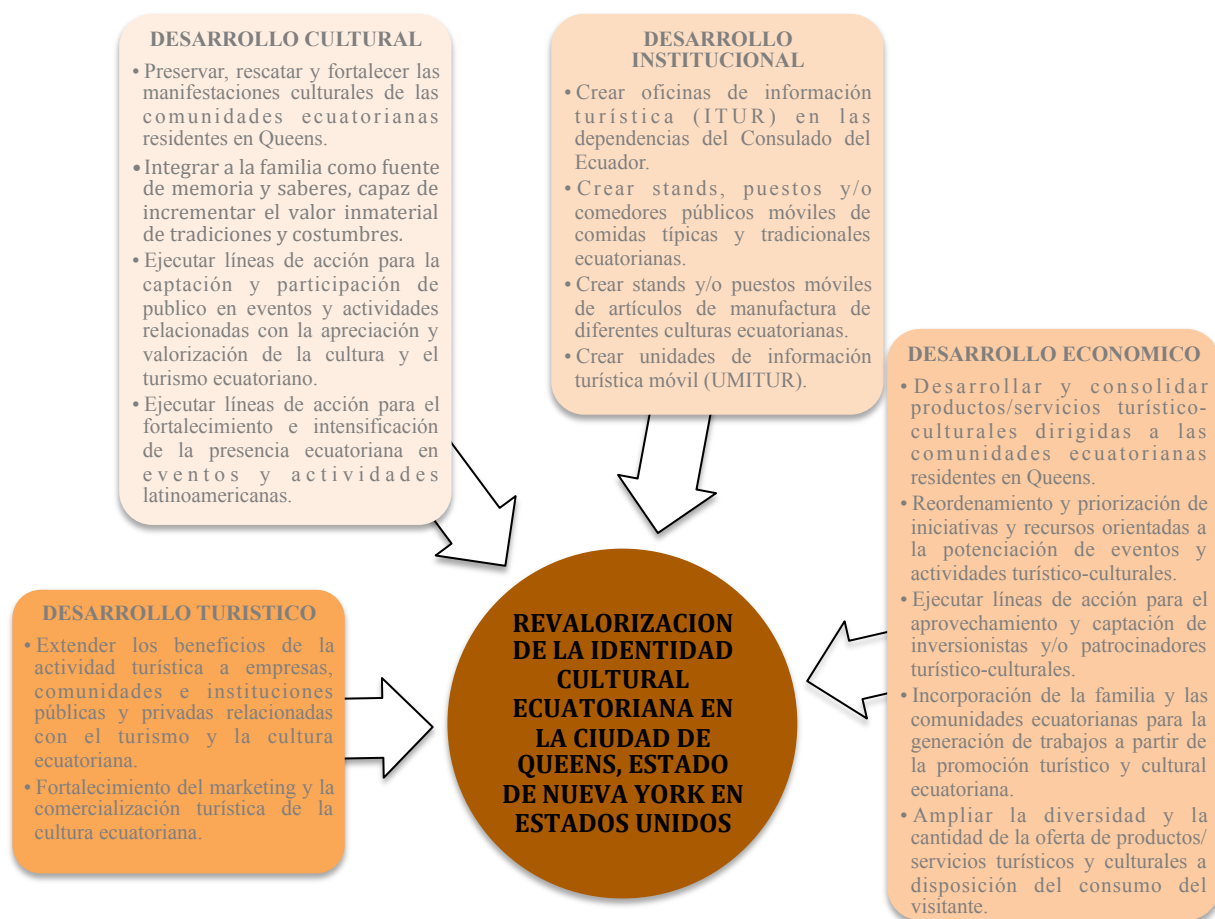 DESARROLLO CULTURAL
• Preservar, rescatar y fortalecer las
manifestaciones culturales de las
comunidades ecuatorianas
residentes en Queens.
• Integrar a la familia como fuente
de memoria y saberes, capaz de
incrementar el valor inmaterial
de tradiciones y costumbres.
• Ejecutar líneas de acción para la
captación y participación de
publico en eventos y actividades
relacionadas con la apreciación y
valorización de la cultura y el
turismo ecuatoriano.
• Ejecutar líneas de acción para el
fortalecimiento e intensificación
de la presencia ecuatoriana en
eventos y actividades
latinoamericanas.
DESARROLLO
INSTITUCIONAL
• Crear oficinas de información
turística (ITUR) en las
dependencias del Consulado del
Ecuador.
• Crear stands, puestos y/o
comedores públicos móviles de
comidas típicas y tradicionales
ecuatorianas.
• Crear stands y/o puestos móviles
de artículos de manufactura de
diferentes culturas ecuatorianas.
• Crear unidades de información
turística móvil (UMITUR).
DESARROLLO ECONOMICO
• Desarrollar y consolidar
productos/servicios turístico-
culturales dirigidas a las
comunidades ecuatorianas
residentes en Queens.
• Reordenamiento y priorización de
iniciativas y recursos orientadas a
la potenciación de eventos y
actividades turístico-culturales.
• Ejecutar líneas de acción para el
aprovechamiento y captación de
inversionistas y/o patrocinadores
turístico-culturales.
• Incorporación de la familia y las
comunidades ecuatorianas para la
generación de trabajos a partir de
la promoción turístico y cultural
ecuatoriana.
• Ampliar la diversidad y la
cantidad de la oferta de productos/
servicios turísticos y culturales a
disposición del consumo del
visitante.
DESARROLLO TURISTICO
• Extender los beneficios de la
actividad turística a empresas,
comunidades e instituciones
públicas y privadas relacionadas
con el turismo y la cultura
ecuatoriana.
• Fortalecimiento del marketing y la
comercialización turística de la
cultura ecuatoriana.
REVALORIZACION
DE LA IDENTIDAD
CULTURAL
ECUATORIANA EN
LA CIUDAD DE
QUEENS, ESTADO
DE NUEVA YORK EN
ESTADOS UNIDOS